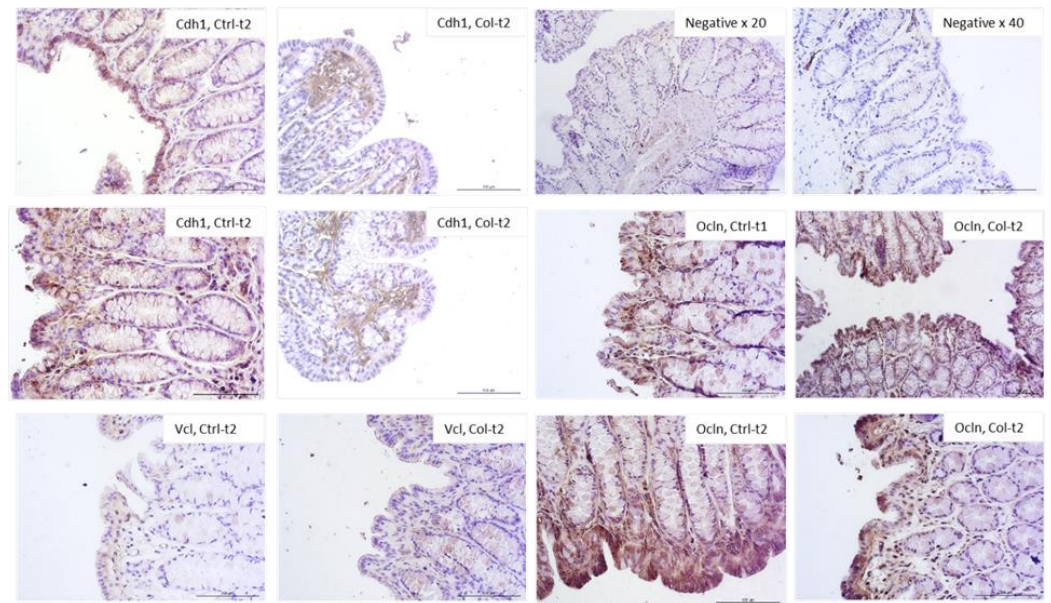 Cdh1, Ctrl-t2
Cdh1, Col-t2
Negative x 20
Negative x 40
Cdh1, Ctrl-t2
Cdh1, Col-t2
Ocln, Ctrl-t1
Ocln, Col-t2
Vcl, Ctrl-t2
Vcl, Col-t2
Ocln, Ctrl-t2
Ocln, Col-t2